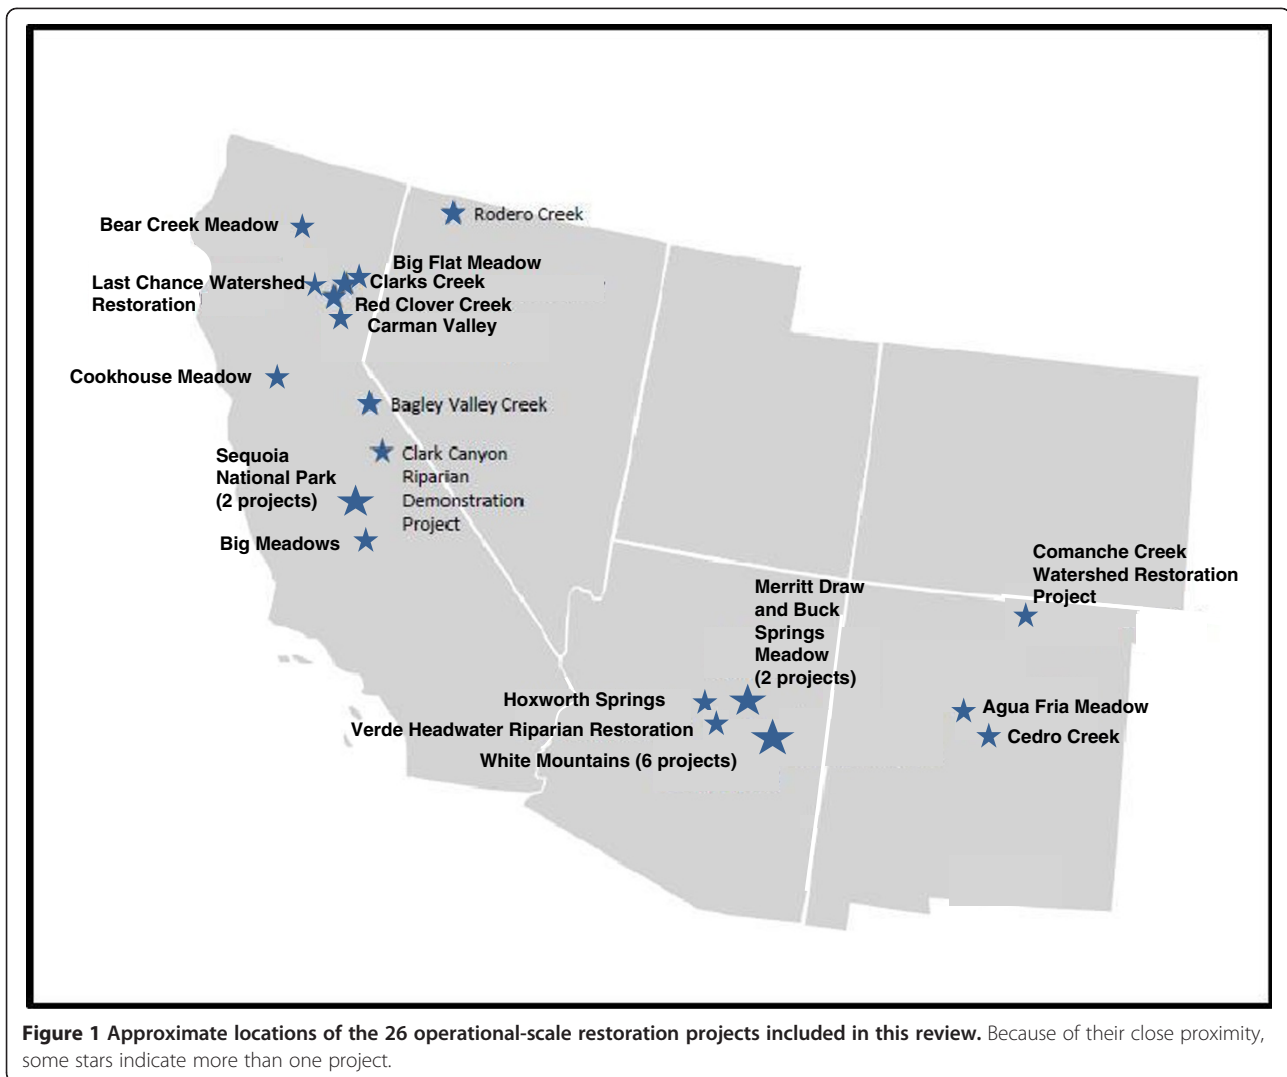 Rodero Creek
Bear Creek Meadow
Big Flat Meadow
Last Chance Watershed
Restoration
Clarks Creek
Red Clover Creek
Carman Valley
Cookhouse Meadow
Bagley Valley Creek
Sequoia
National Park
(2 projects)
Clark Canyon
Riparian
Demonstration
Project
Big Meadows
Comanche Creek
Watershed Restoration
Project
Merritt Draw
and Buck
Springs
Meadow
(2 projects)
Hoxworth Springs
Verde Headwater Riparian Restoration
White Mountains (6 projects)
Agua Fria Meadow
Cedro Creek
Figure 1 Approximate locations of the 26 operational-scale restoration projects included in this review. Because of their close proximity,
some stars indicate more than one project.